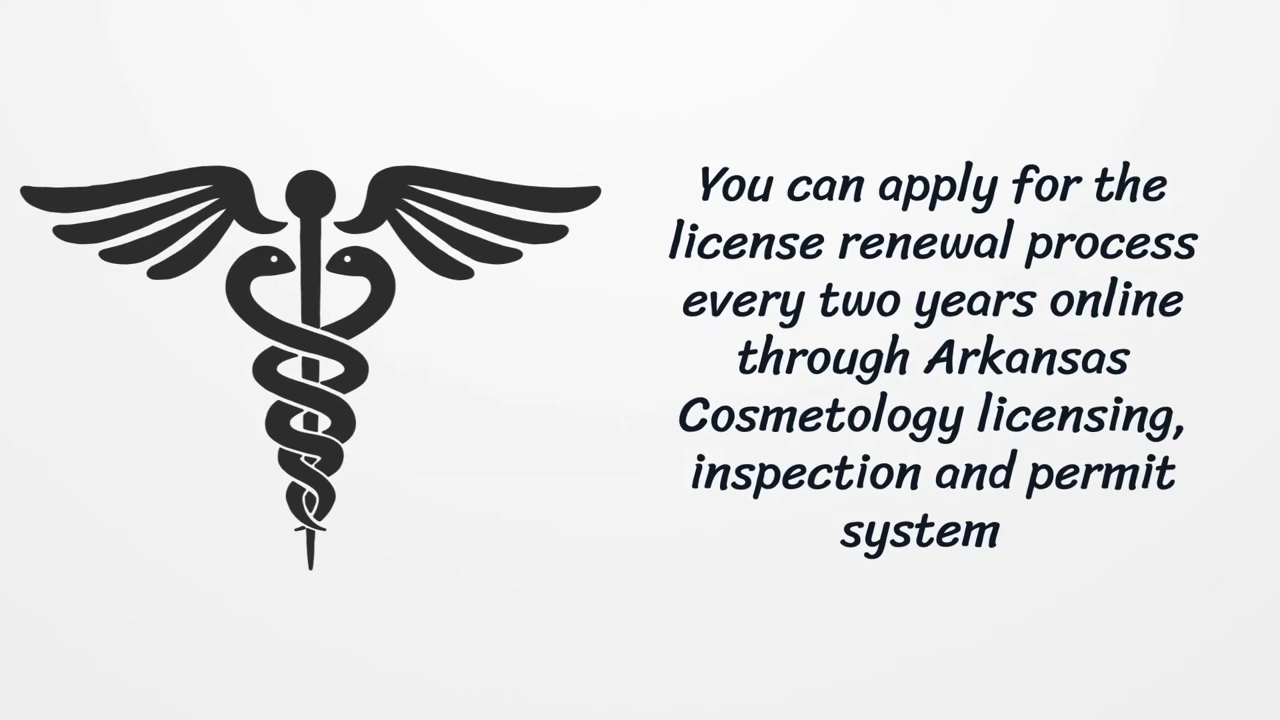 You can apply for the
license renewal process
every two years online
through Arkansas
Cosmetology licensing,
inspection and permit
system